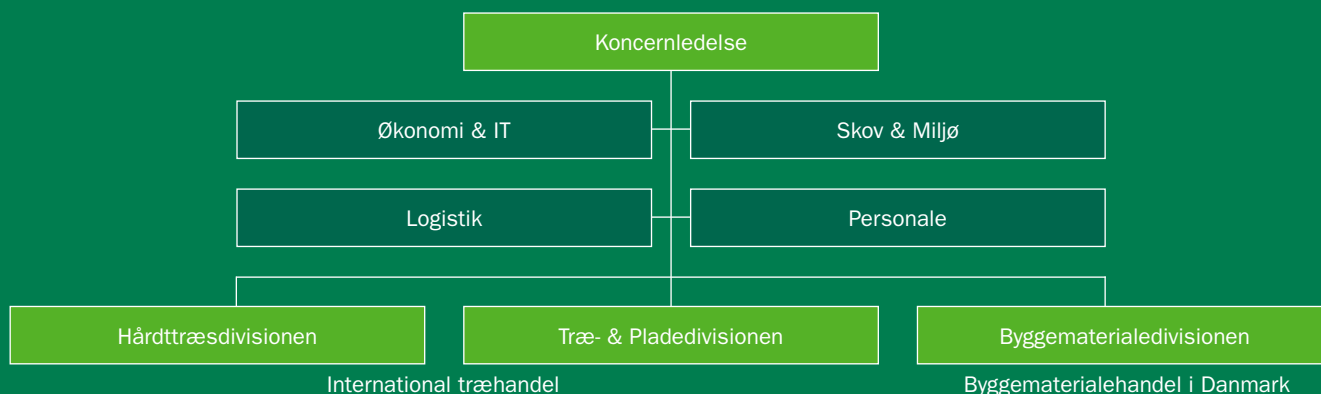 Koncernledelse
Økonomi & IT
Skov & Miljø
Logistik
Personale
Hårdttræsdivisionen
Træ- & Pladedivisionen
Byggematerialedivisionen
International træhandel
Byggematerialehandel i Danmark